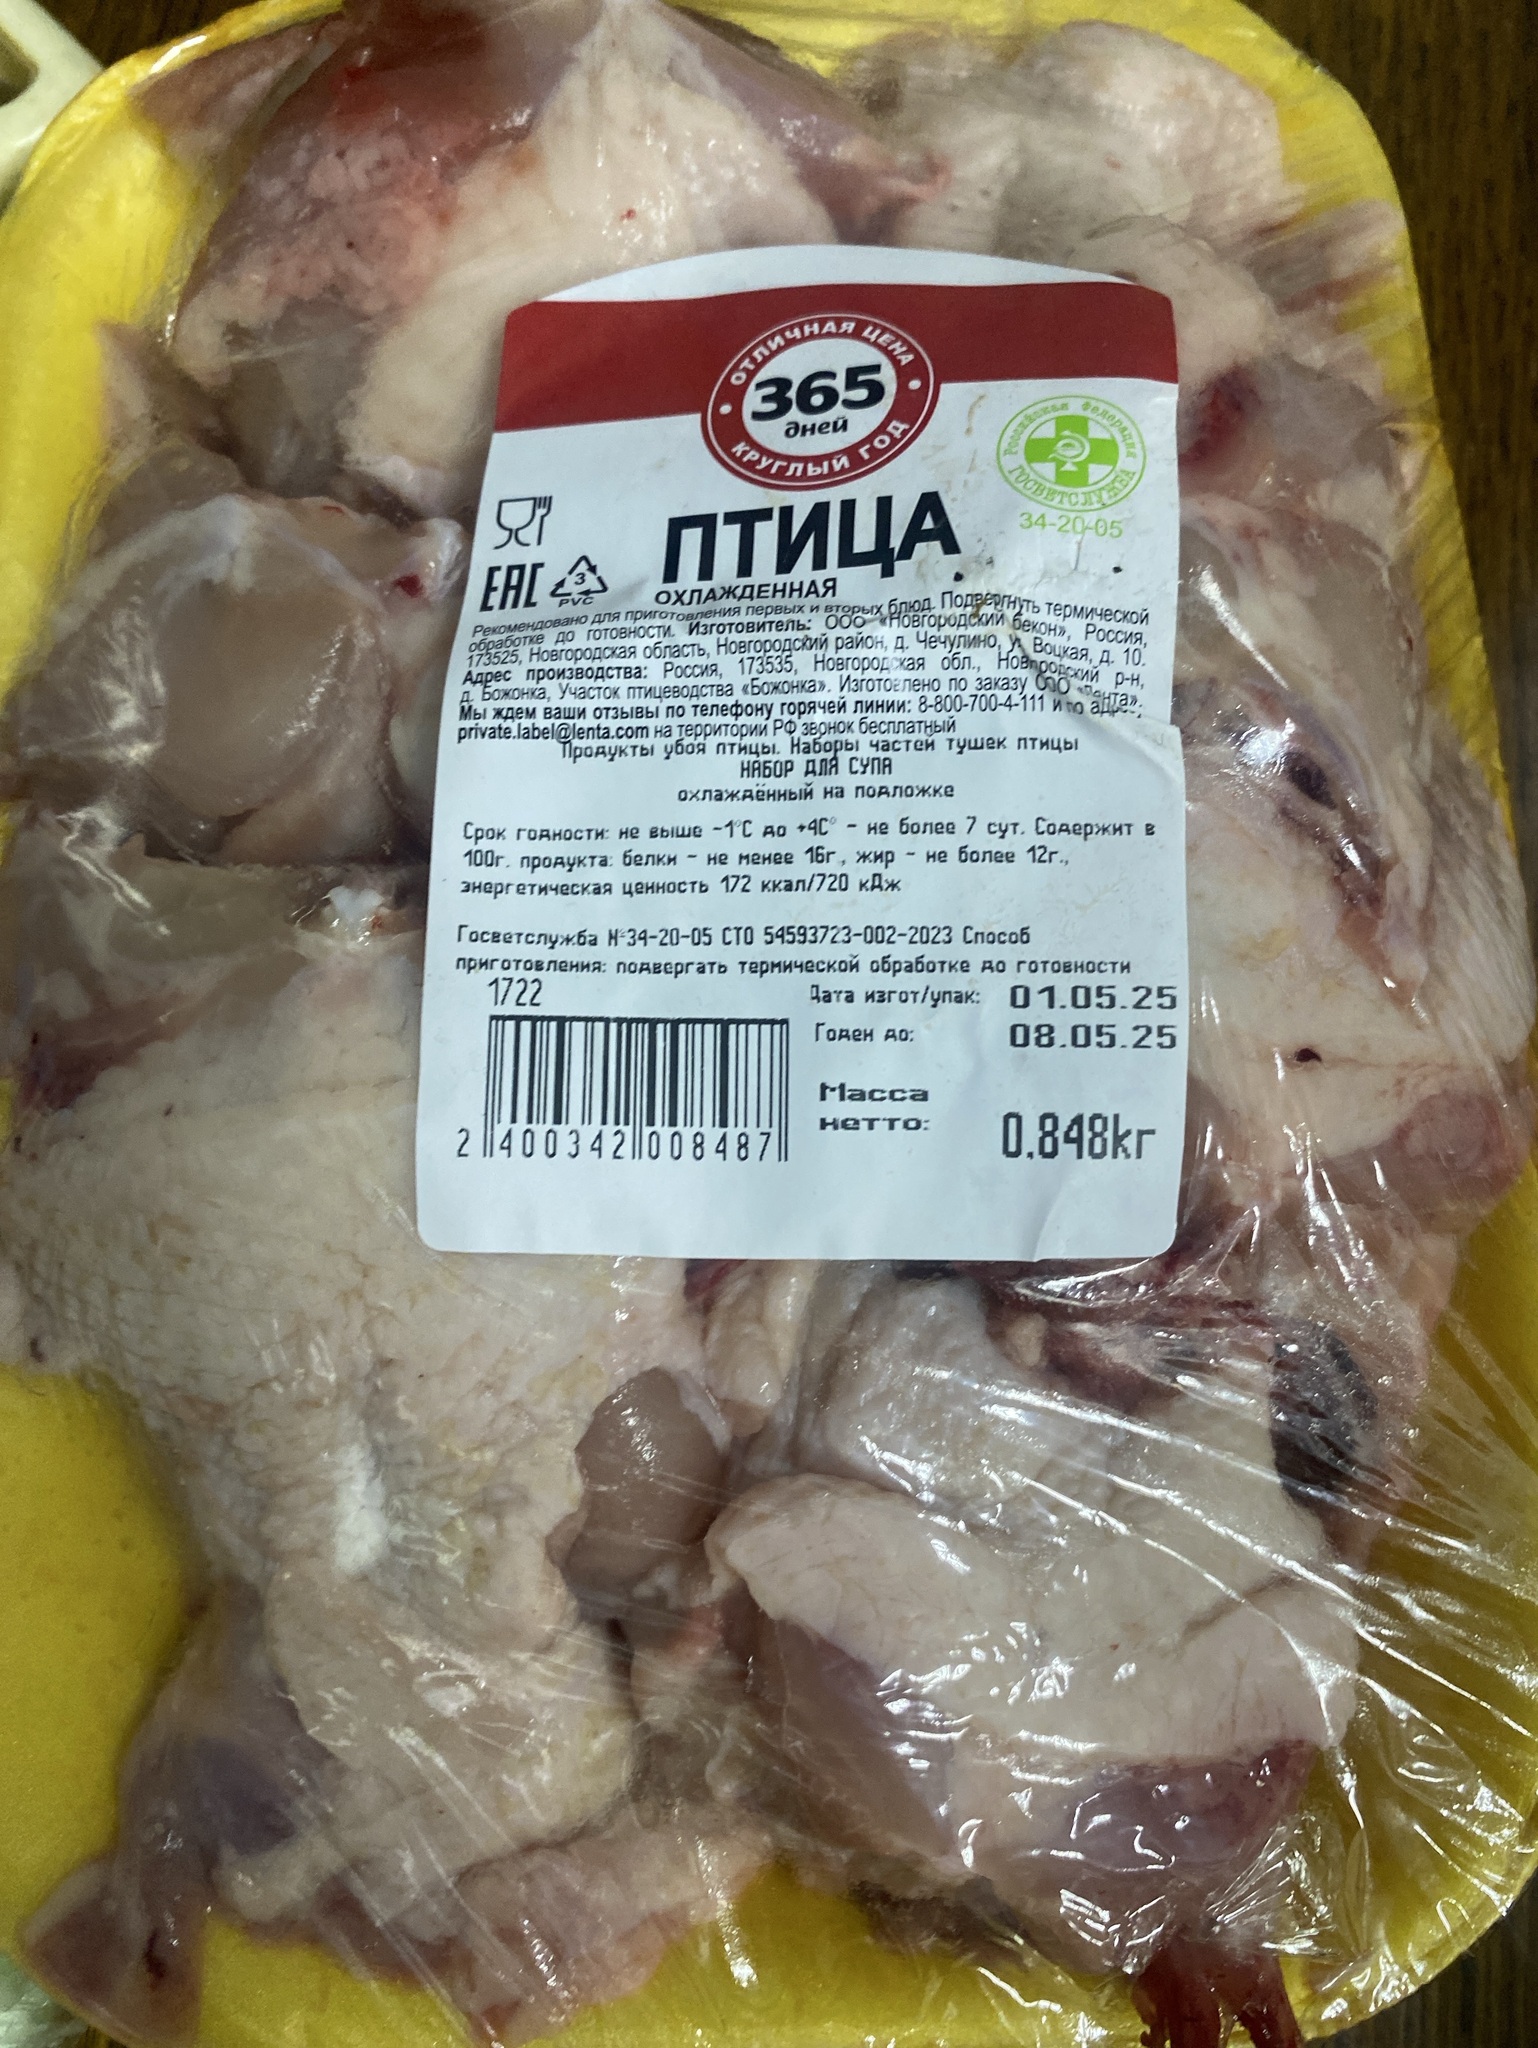 ОТЛИЧНАЯ ЦЕНА
365
дней
КРУГЛЫЙ ГОД
Российская Федерация
ГОСВЕТСЛУЖБА
34-20-05
ПТИЦА
ОХЛАЖДЕННАЯ
EAC
3
PVC
Рекомендовано для приготовления первых и вторых блюд. Подвергнуть термической
обработке до готовности. Изготовитель: ООО «Новгородский бекон», Россия,
173525, Новгородская область, Новгородский район, д. Чечулино, ул. Воцкая, д. 10.
Адрес производства: Россия, 173535, Новгородская обл., Новгородский р-н,
д. Божонка, Участок птицеводства «Божонка». Изготовлено по заказу ООО «Лента»
Мы ждем ваши отзывы по телефону горячей линии: 8-800-700-4-111 и по адресу:
private.label@lenta.com на территории РФ звонок бесплатный
Продукты убоя птицы. Наборы частей тушек птицы
НАБОР ДЛЯ СУПА
охлаждённый на подложке
Срок годности: не выше -1°С до +4С° - не более 7 сут. Содержит в
100г. продукта: белки - не менее 16г, жир - не более 12г.,
энергетическая ценность 172 ккал/720 кДж
Госветслужба №34-20-05 СТО 54593723-002-2023 Способ
приготовления: подвергать термической обработке до готовности
1722
Дата изгот/упак: 01.05.25
Годен до: 08.05.25
Масса
нетто: 0.848kг
2 400342 008487